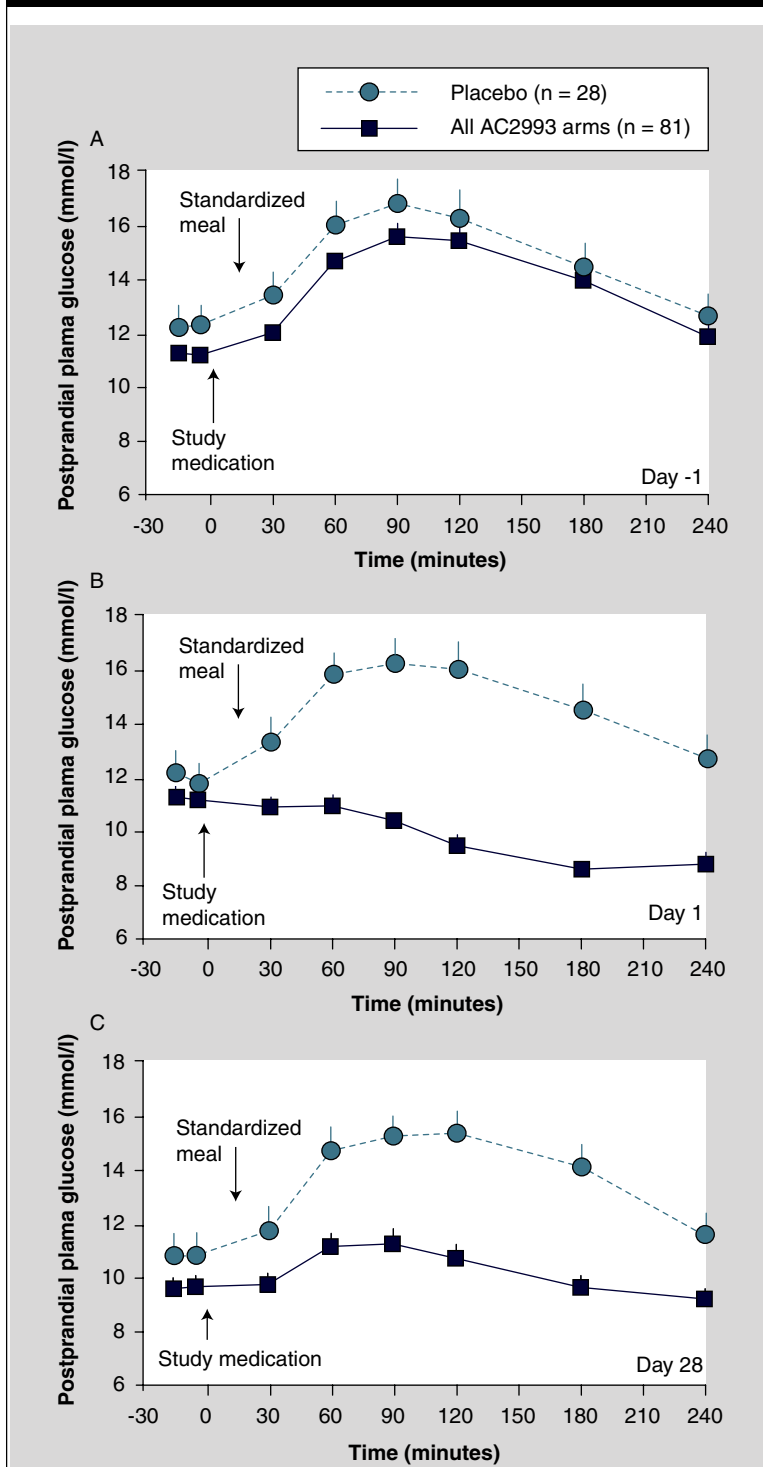 Placebo (n = 28)
All AC2993 arms (n = 81)
A
Postprandial plama glucose (mmol/l)
18
16
14
12
10
8
6
Standardized
meal
Study
medication
Day -1
-30 0 30 60 90 120 150 180 210 240
Time (minutes)
B
Postprandial plama glucose (mmol/l)
18
16
14
12
10
8
6
Standardized
meal
Study
medication
Day 1
-30 0 30 60 90 120 150 180 210 240
Time (minutes)
C
Postprandial plama glucose (mmol/l)
18
16
14
12
10
8
6
Standardized
meal
Study medication
Day 28
-30 0 30 60 90 120 150 180 210 240
Time (minutes)